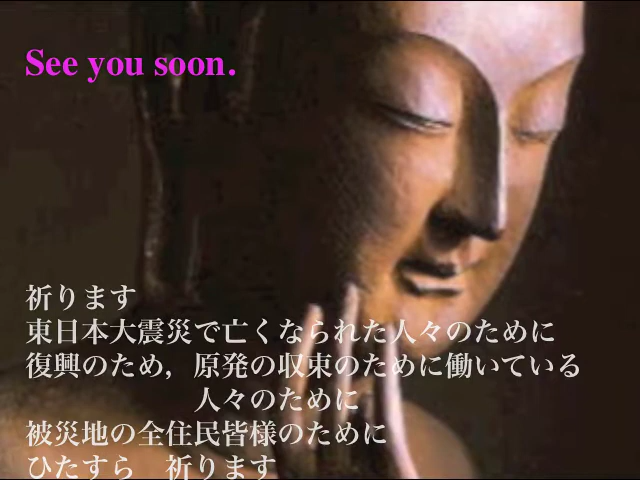 See you soon.
祈ります
東日本大震災で亡くなられた人々のために
復興のため，原発の収束のために働いている
人々のために
被災地の全住民皆様のために
ひたすら　祈ります